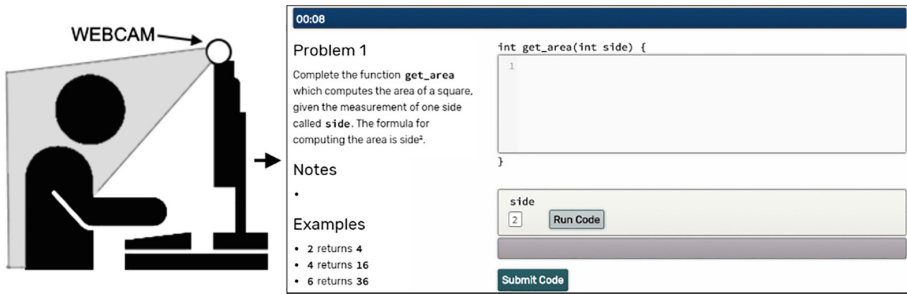 WEBCAM
00:08
Problem 1
Complete the function get_area
which computes the area of a square,
given the measurement of one side
called side. The formula for
computing the area is side².
Notes
•
Examples
• 2 returns 4
• 4 returns 16
• 6 returns 36
int get_area(int side) {
1
}
side
2
Run Code
Submit Code